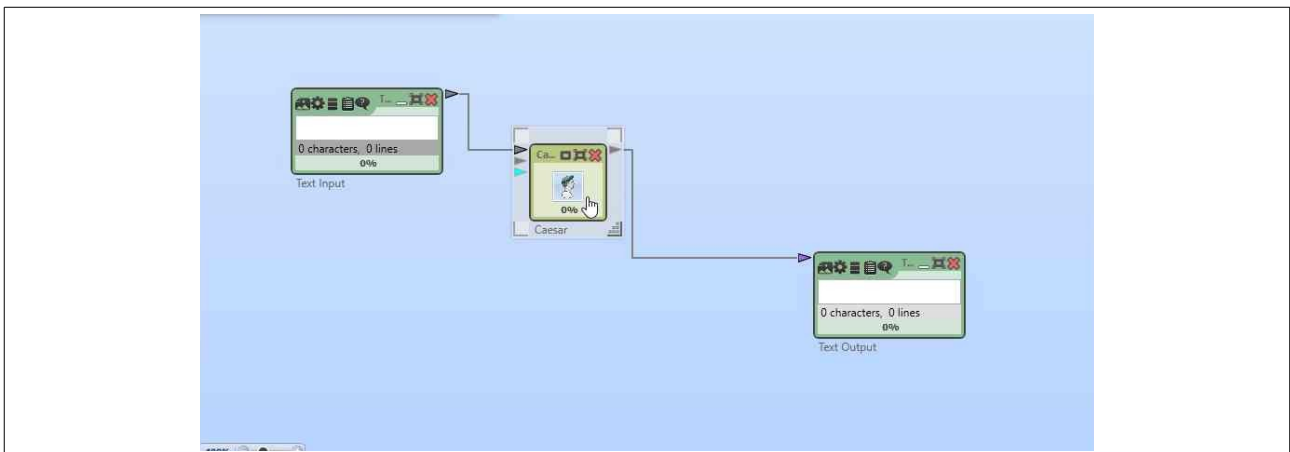 T...
0 characters, 0 lines
0%
Text Input
Ca...
0%
Caesar
T...
0 characters, 0 lines
0%
Text Output